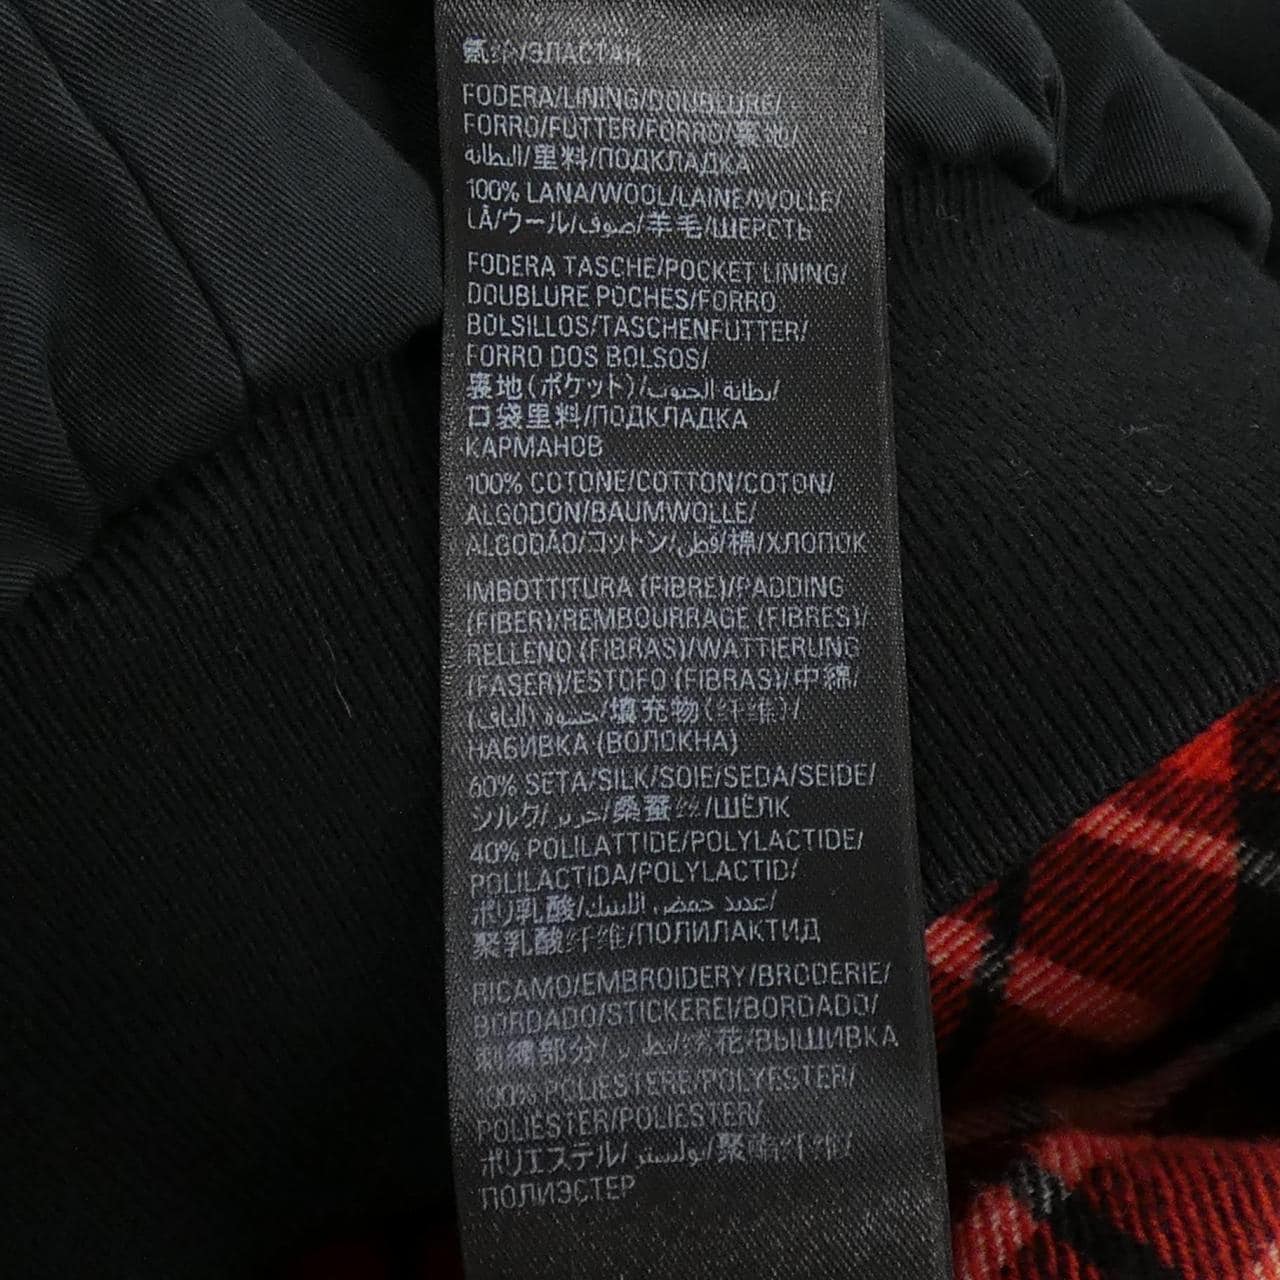 氨纶/ЭЛАСТАН
FODERA/LINING/DOUBLURE/
FORRO/FUTTER/FORRO/裏地/
البطانة/里料/ПОДКЛАДКА
100% LANA/WOOL/LAINE/WOLLE/
LÃ/ウール/صوف/羊毛/ШЕРСТЬ
FODERA TASCHE/POCKET LINING/
DOUBLURE POCHES/FORRO
BOLSILLOS/TASCHENFUTTER/
FORRO DOS BOLSOS/
裏地(ポケット)/بطانة الجيوب/
口袋里料/ПОДКЛАДКА
КАРМАНОВ
100% COTONE/COTTON/COTON/
ALGODON/BAUMWOLLE/
ALGODÃO/コットン/قطن/棉/ХЛОПОК
IMBOTTITURA (FIBRE)/PADDING
(FIBER)/REMBOURRAGE (FIBRES)/
RELLENO (FIBRAS)/WATTIERUNG
(FASER)/ESTOFO (FIBRAS)/中綿/
حشوة (ألياف)/填充物(纤维)/
НАБИВКА (ВОЛОКНА)
60% SETA/SILK/SOIE/SEDA/SEIDE/
シルク/حرير/桑蚕丝/ШЁЛК
40% POLILATTIDE/POLYLACTIDE/
POLILACTIDA/POLYLACTID/
ポリ乳酸/عديد حمض اللبنيك/
聚乳酸纤维/ПОЛИЛАКТИД
RICAMO/EMBROIDERY/BRODERIE/
BORDADO/STICKEREI/BORDADO/
刺繍部分/تطريز/绣花/ВЫШИВКА
100% POLIESTERE/POLYESTER/
POLIÉSTER/POLIESTER/
ポリエステル/بوليستر/聚酯纤维/
ПОЛИЭСТЕР